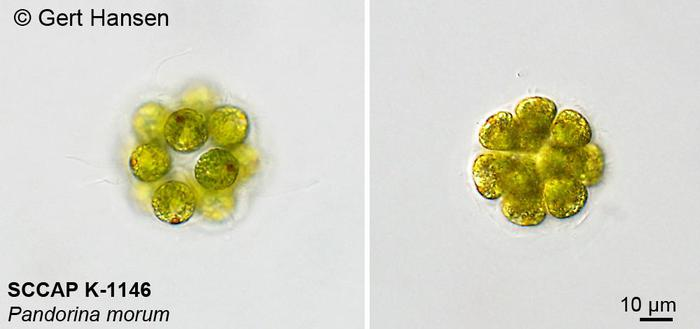 © Gert Hansen
SCCAP K-1146
Pandorina morum
10 µm